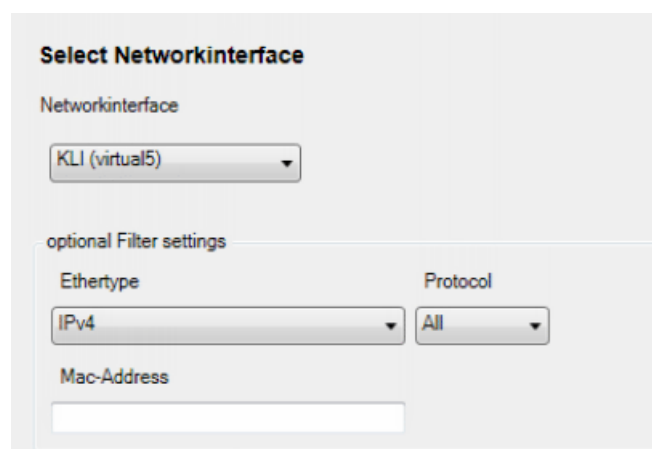 Select Networkinterface
Networkinterface
KLI (virtual5)
optional Filter settings
Ethertype Protocol
IPv4 All
Mac-Address